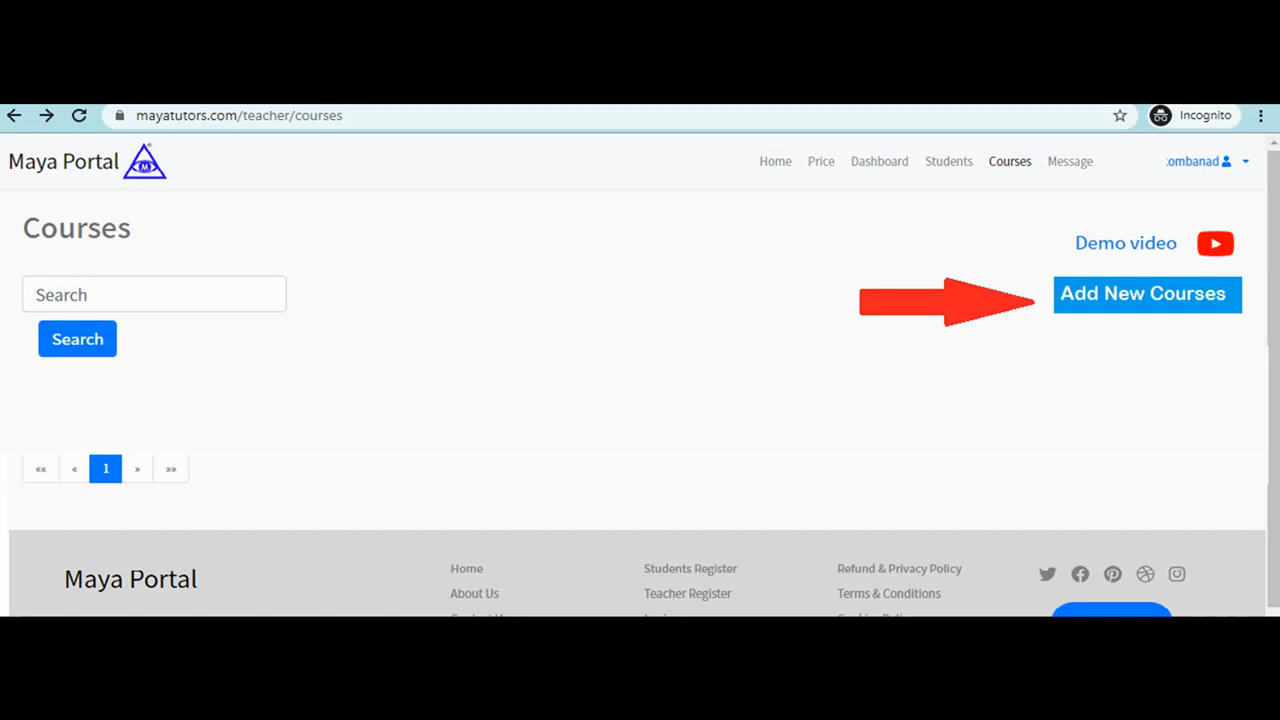 mayatutors.com/teacher/courses
Incognito
Maya Portal
M
Home Price Dashboard Students Courses Message
ombanad
Courses
Demo video
Search
Add New Courses
Search
«« « 1 » »»
Maya Portal
Home
About Us
Students Register
Teacher Register
Refund & Privacy Policy
Terms & Conditions